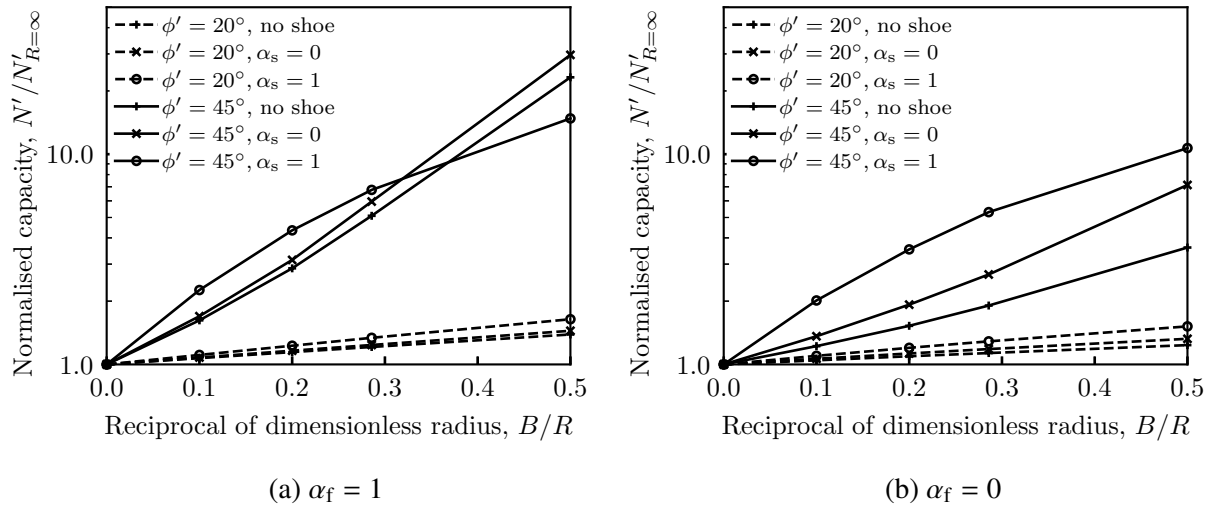 Normalised capacity, N′/N′R=∞
10.0
1.0
ϕ′ = 20°, no shoe
ϕ′ = 20°, αs = 0
ϕ′ = 20°, αs = 1
ϕ′ = 45°, no shoe
ϕ′ = 45°, αs = 0
ϕ′ = 45°, αs = 1
0.0 0.1 0.2 0.3 0.4 0.5
Reciprocal of dimensionless radius, B/R
(a) αf = 1
Normalised capacity, N′/N′R=∞
10.0
1.0
ϕ′ = 20°, no shoe
ϕ′ = 20°, αs = 0
ϕ′ = 20°, αs = 1
ϕ′ = 45°, no shoe
ϕ′ = 45°, αs = 0
ϕ′ = 45°, αs = 1
0.0 0.1 0.2 0.3 0.4 0.5
Reciprocal of dimensionless radius, B/R
(b) αf = 0